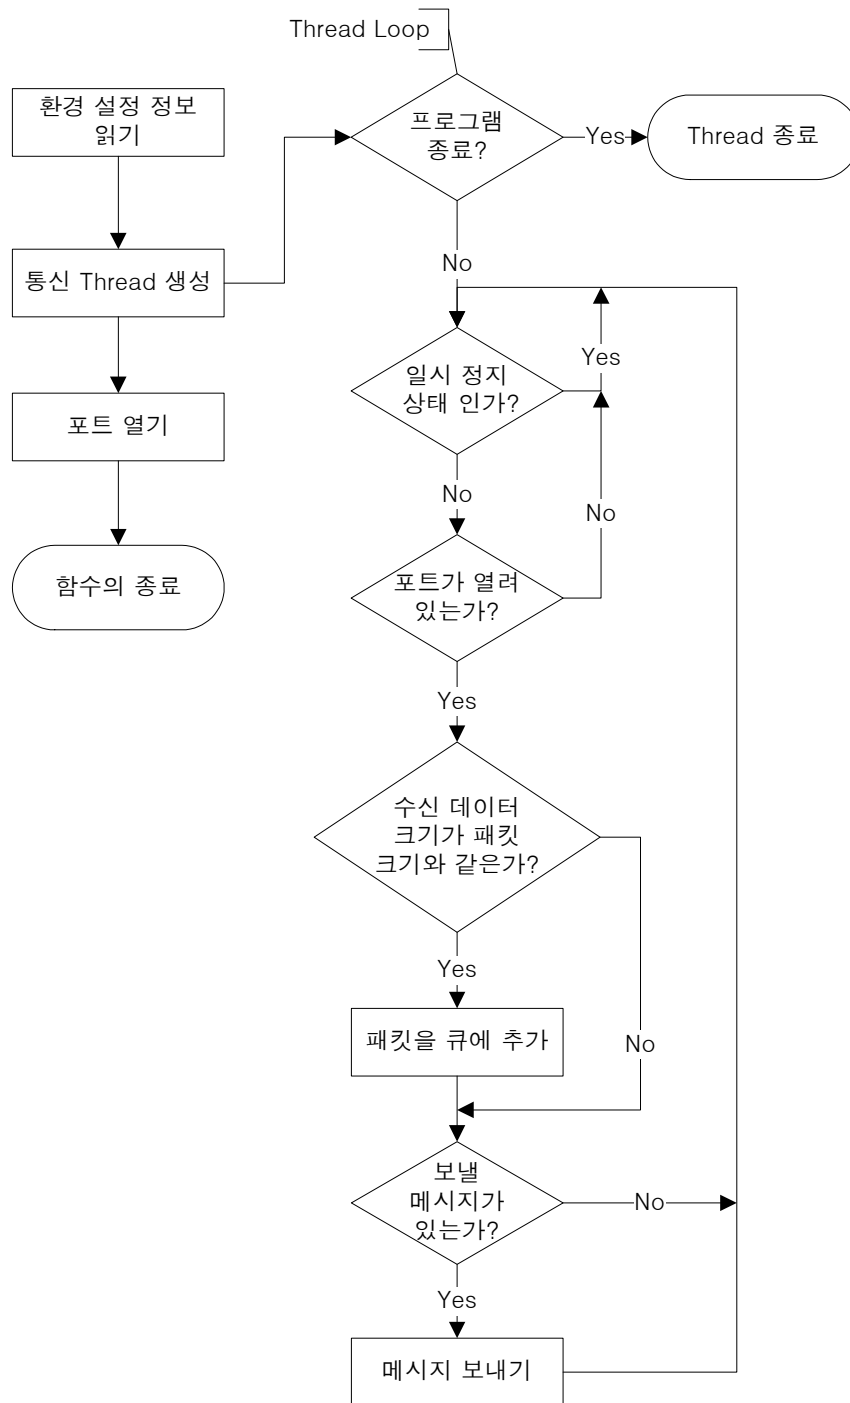 Thread Loop
환경 설정 정보
읽기
프로그램
종료?
Yes
Thread 종료
통신 Thread 생성
No
Yes
일시 정지
상태 인가?
포트 열기
No
No
함수의 종료
포트가 열려
있는가?
Yes
수신 데이터
크기가 패킷
크기와 같은가?
Yes
패킷을 큐에 추가
No
보낼
메시지가
있는가?
No
Yes
메시지 보내기